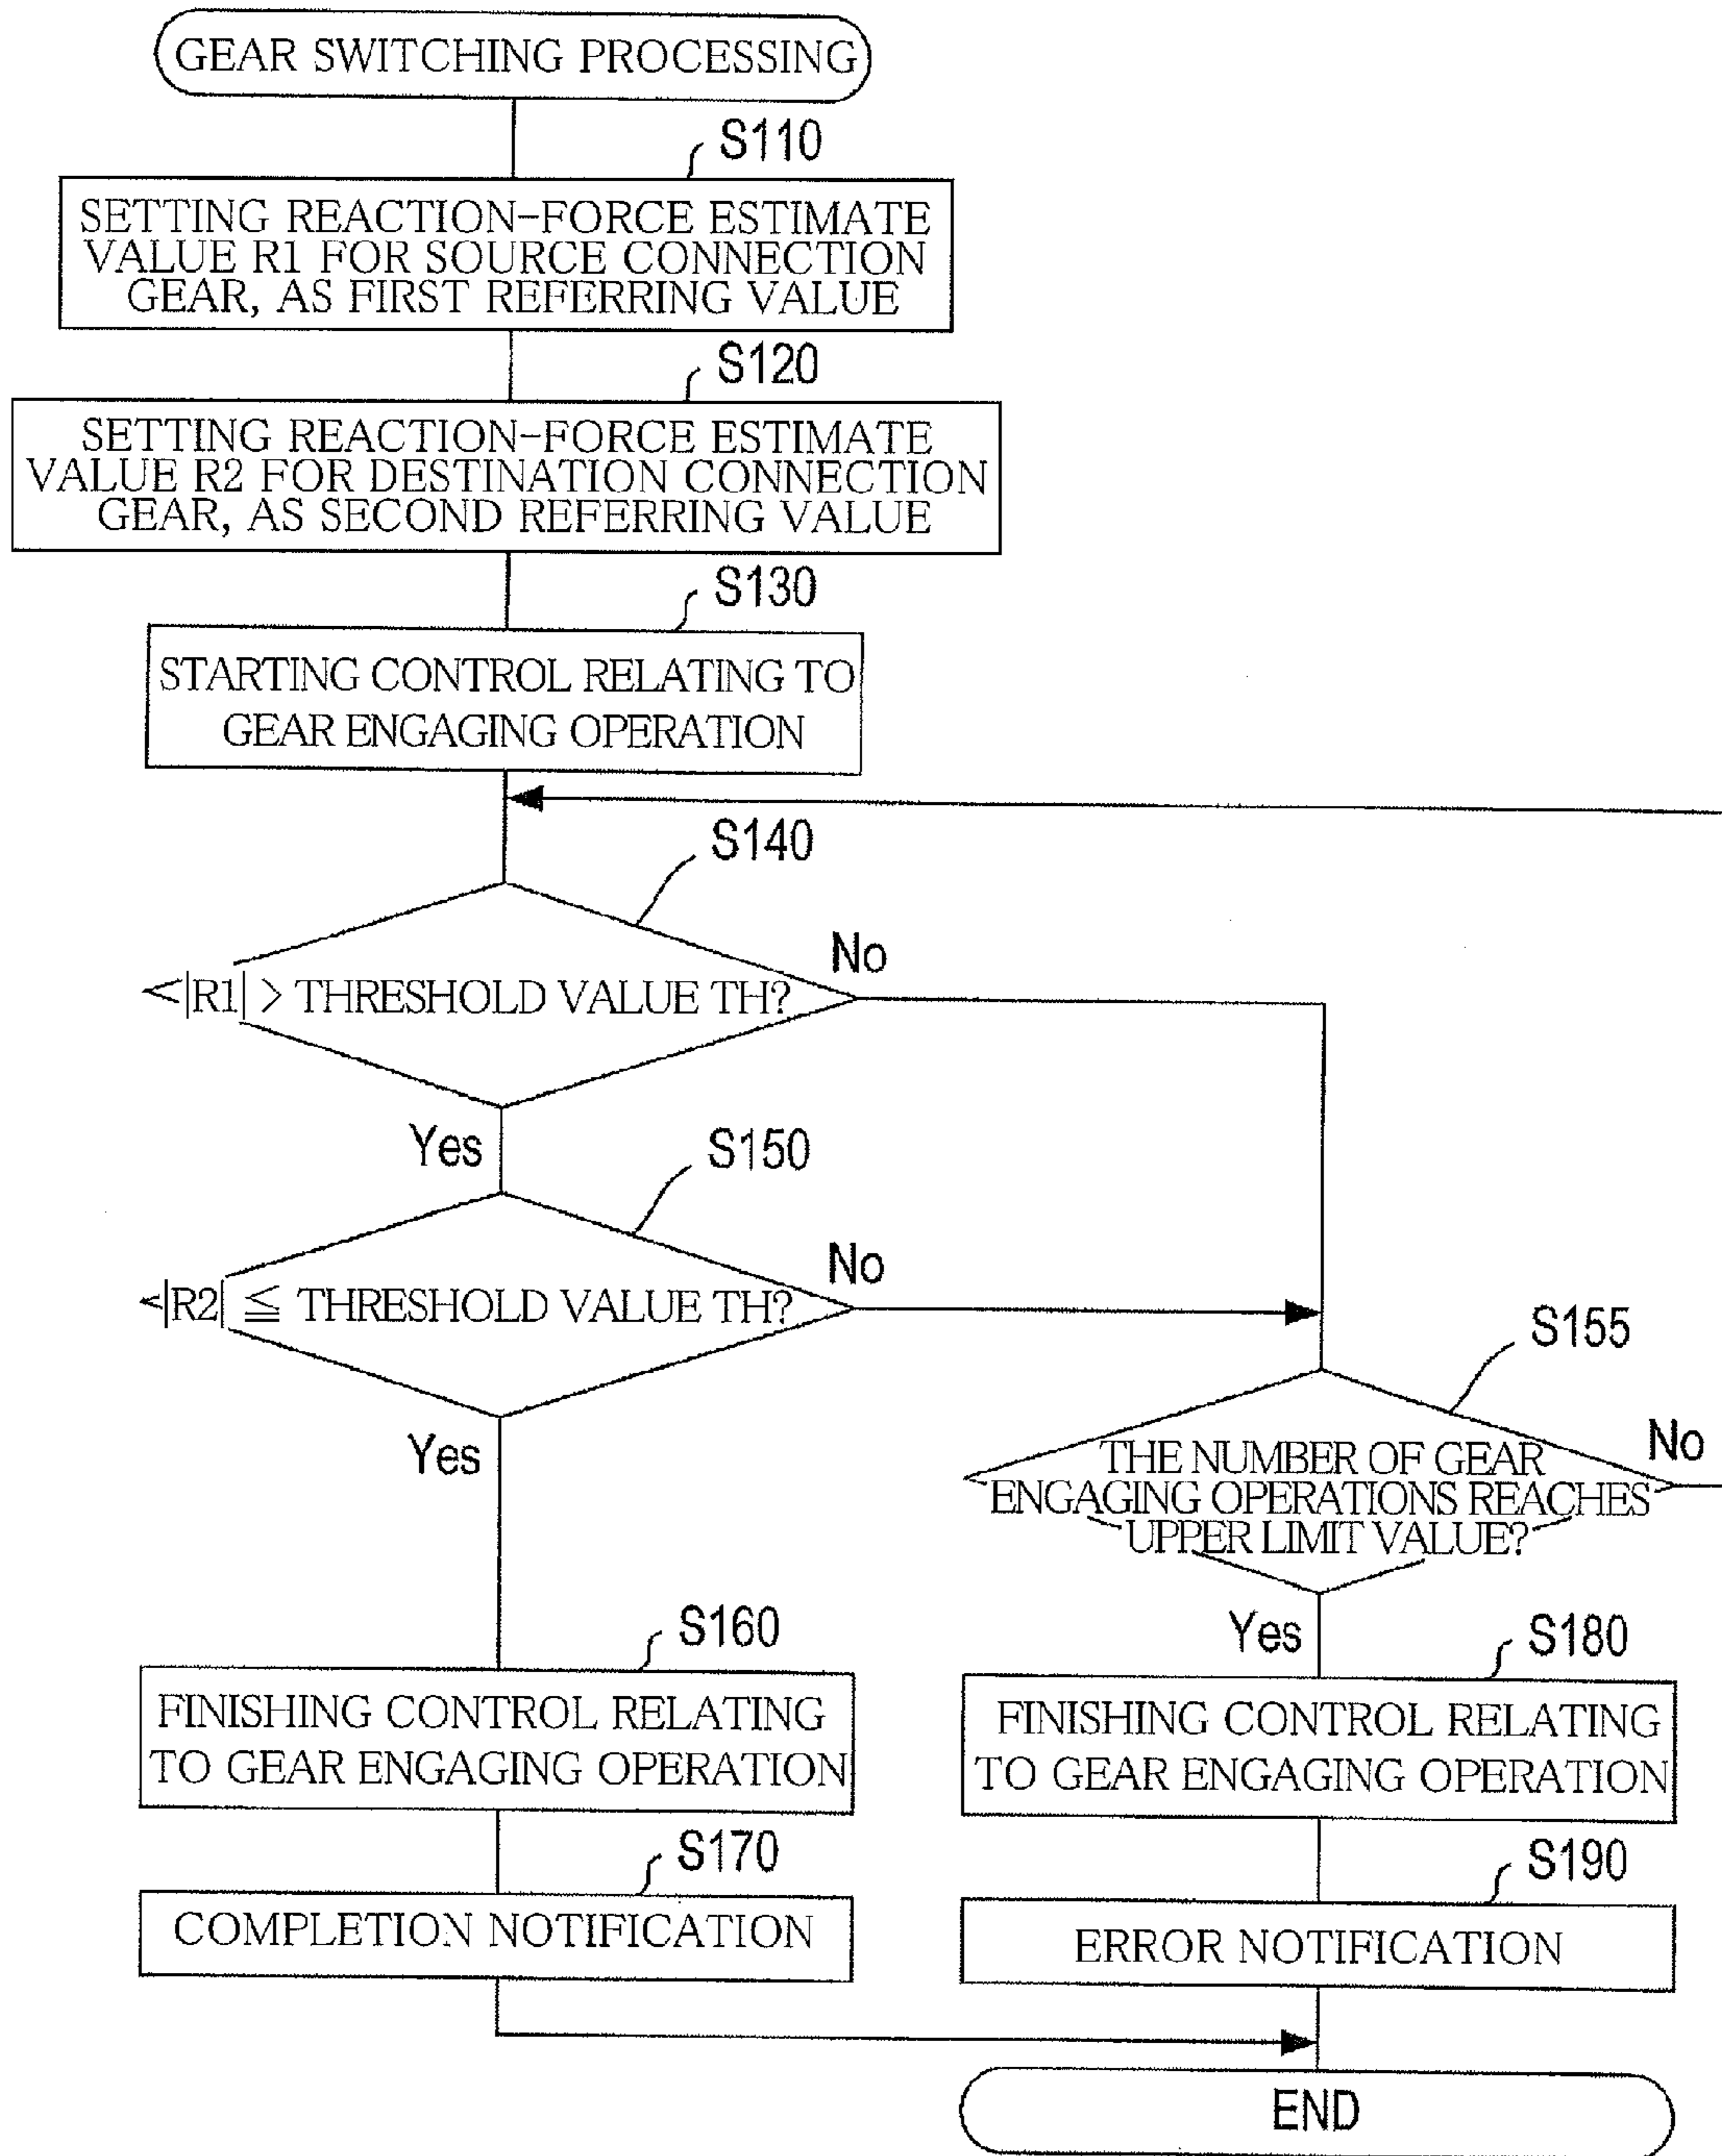 GEAR SWITCHING PROCESSING
S110
SETTING REACTION-FORCE ESTIMATE
VALUE R1 FOR SOURCE CONNECTION
GEAR, AS FIRST REFERRING VALUE
S120
SETTING REACTION-FORCE ESTIMATE
VALUE R2 FOR DESTINATION CONNECTION
GEAR, AS SECOND REFERRING VALUE
S130
STARTING CONTROL RELATING TO
GEAR ENGAGING OPERATION
S140
|R1| > THRESHOLD VALUE TH?
No
Yes
S150
|R2| ≦ THRESHOLD VALUE TH?
No
Yes
S155
THE NUMBER OF GEAR
ENGAGING OPERATIONS REACHES
UPPER LIMIT VALUE?
No
Yes
S160
FINISHING CONTROL RELATING
TO GEAR ENGAGING OPERATION
S180
FINISHING CONTROL RELATING
TO GEAR ENGAGING OPERATION
S170
COMPLETION NOTIFICATION
S190
ERROR NOTIFICATION
END